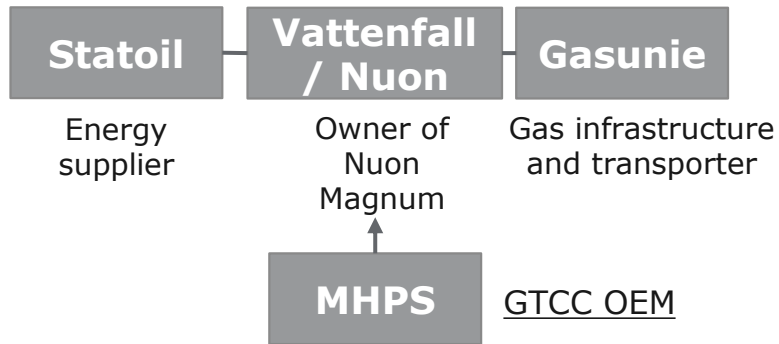 Statoil
Vattenfall
/ Nuon
Gasunie
Energy
supplier
Owner of
Nuon
Magnum
Gas infrastructure
and transporter
MHPS
GTCC OEM